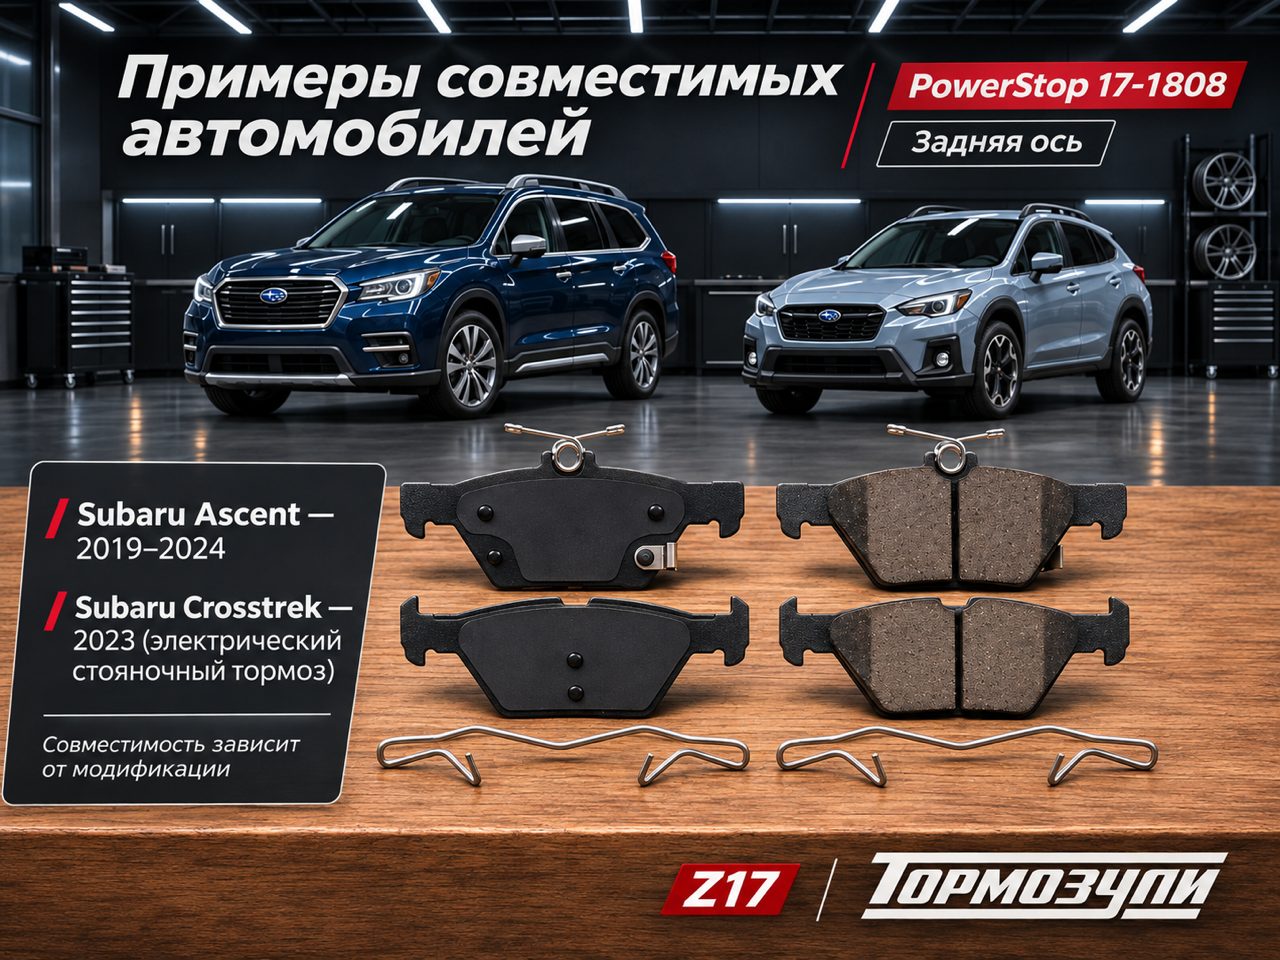 Примеры совместимых
автомобилей
PowerStop 17-1808
Задняя ось
Subaru Ascent —
2019–2024
Subaru Crosstrek —
2023 (электрический
стояночный тормоз)
Совместимость зависит
от модификации
Z17
ТОРМОЗУЛИ